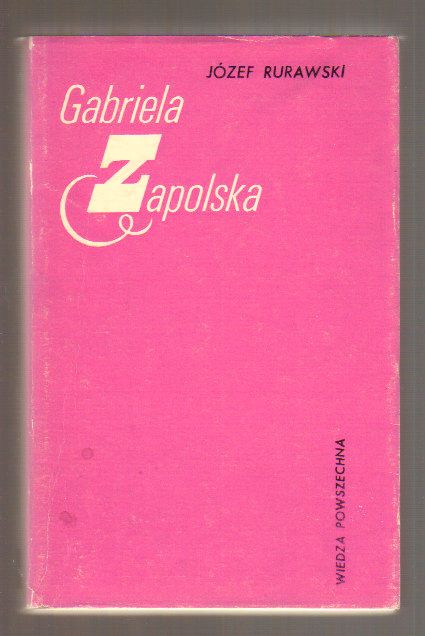 JÓZEF RURAWSKI
Gabriela
Zapolska
WIEDZA POWSZECHNA